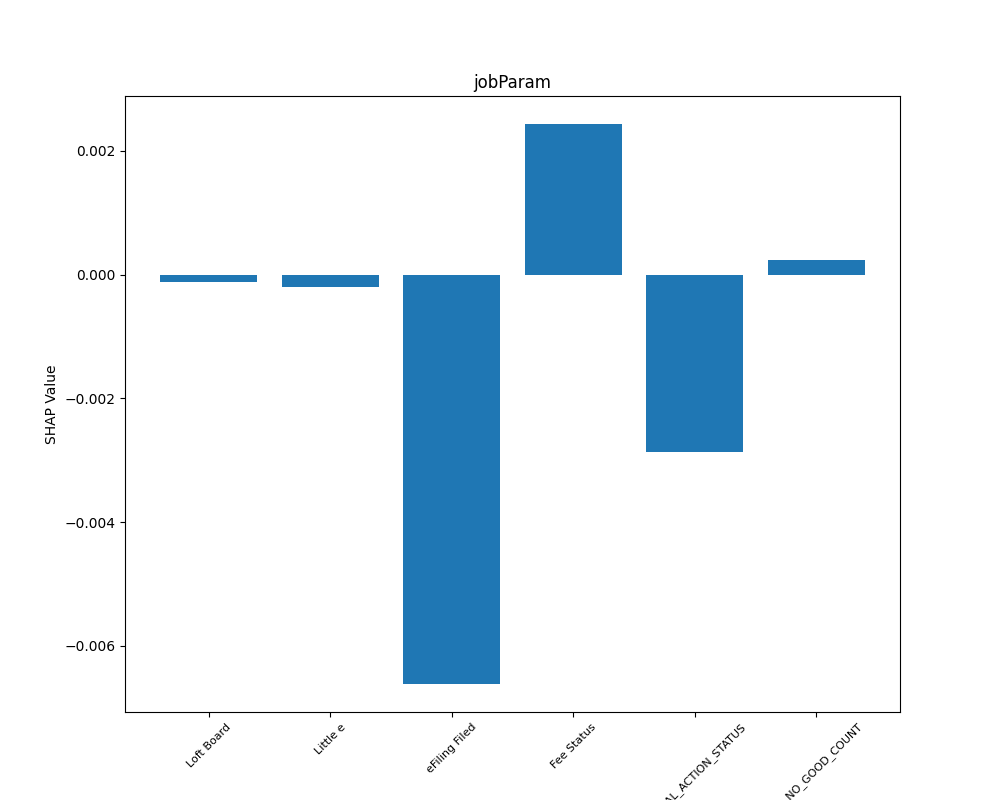 jobParam
SHAP Value
0.002
0.000
−0.002
−0.004
−0.006
Loft Board
Little e
eFiling Filed
Fee Status
AL_ACTION_STATUS
NO_GOOD_COUNT